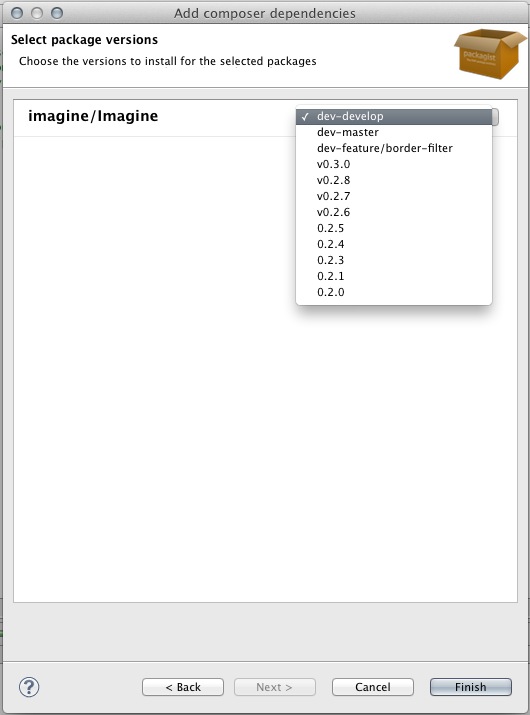 Add composer dependencies
Select package versions
Choose the versions to install for the selected packages
packagist
imagine/Imagine
✓ dev-develop
dev-master
dev-feature/border-filter
v0.3.0
v0.2.8
v0.2.7
v0.2.6
0.2.5
0.2.4
0.2.3
0.2.1
0.2.0
?
< Back
Next >
Cancel
Finish